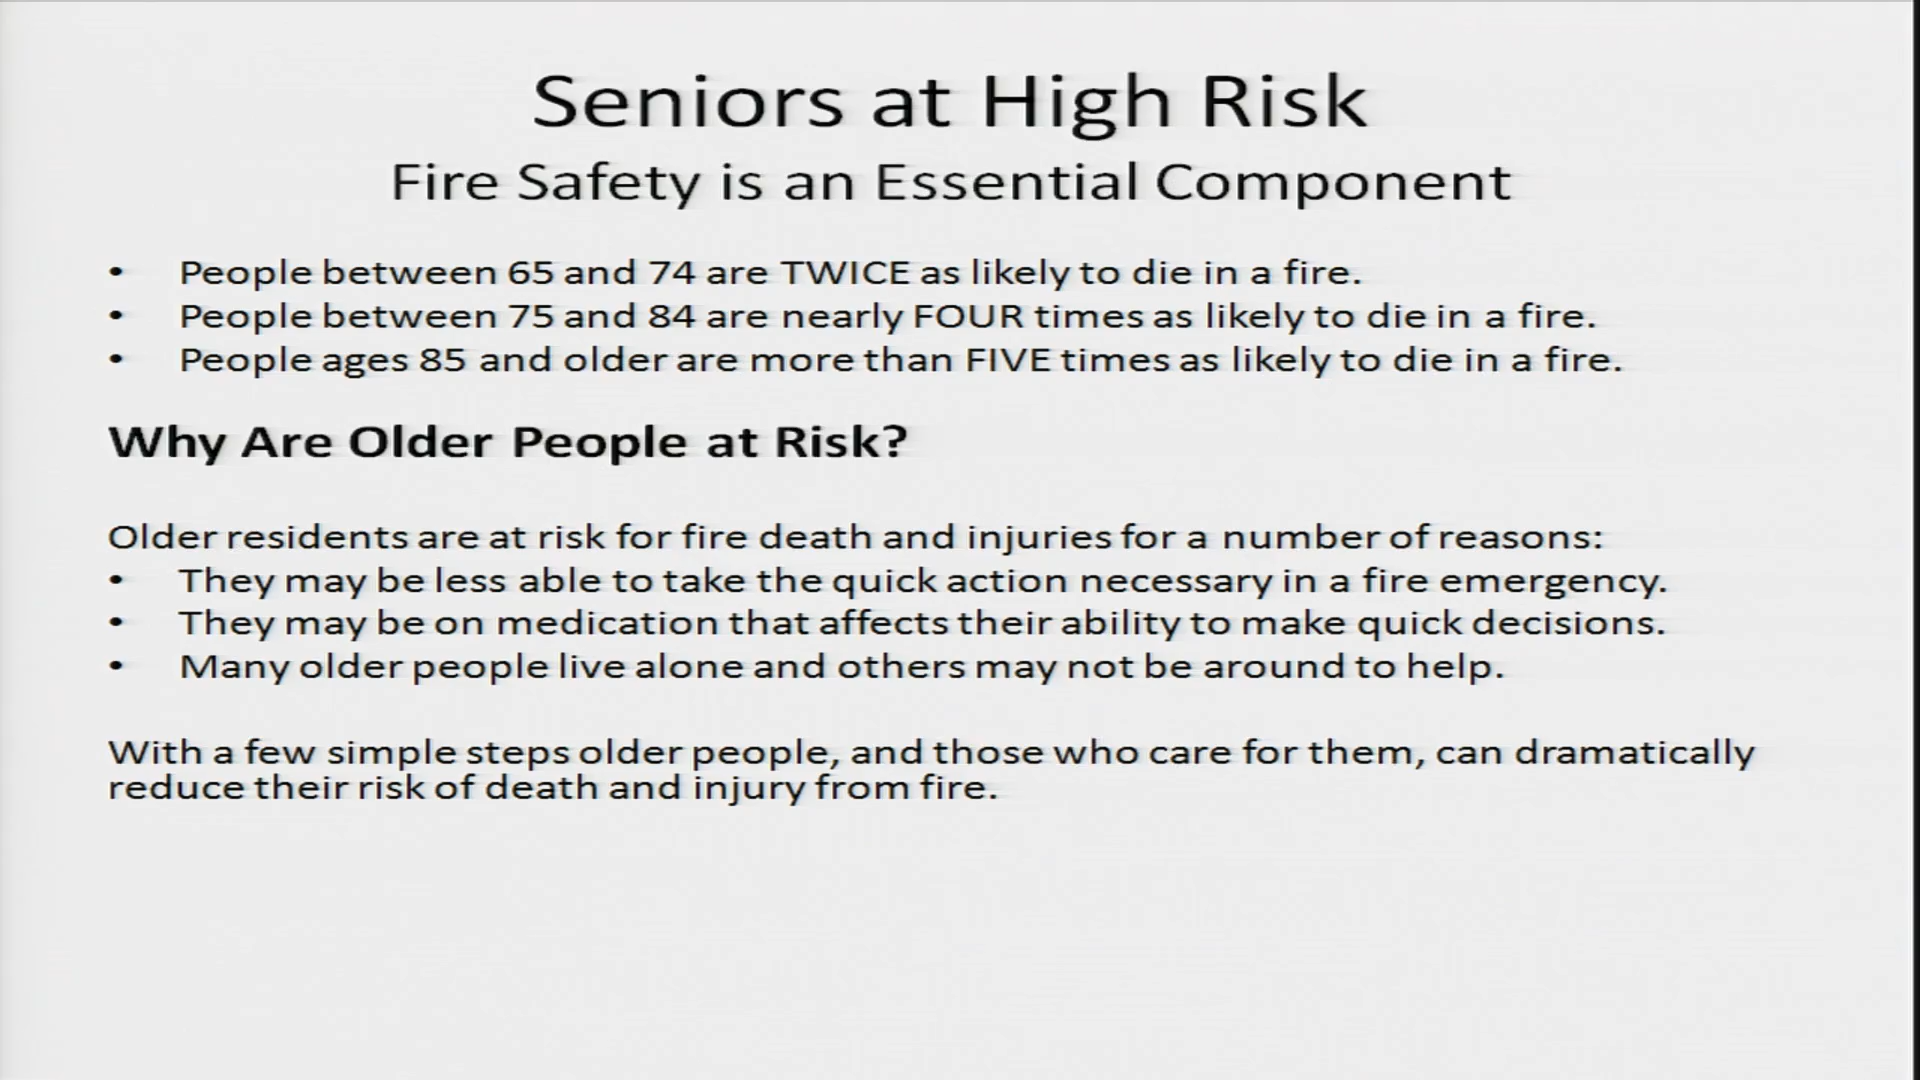 Seniors at High Risk
Fire Safety is an Essential Component
• People between 65 and 74 are TWICE as likely to die in a fire.
• People between 75 and 84 are nearly FOUR times as likely to die in a fire.
• People ages 85 and older are more than FIVE times as likely to die in a fire.
Why Are Older People at Risk?
Older residents are at risk for fire death and injuries for a number of reasons:
• They may be less able to take the quick action necessary in a fire emergency.
• They may be on medication that affects their ability to make quick decisions.
• Many older people live alone and others may not be around to help.
With a few simple steps older people, and those who care for them, can dramatically
reduce their risk of death and injury from fire.